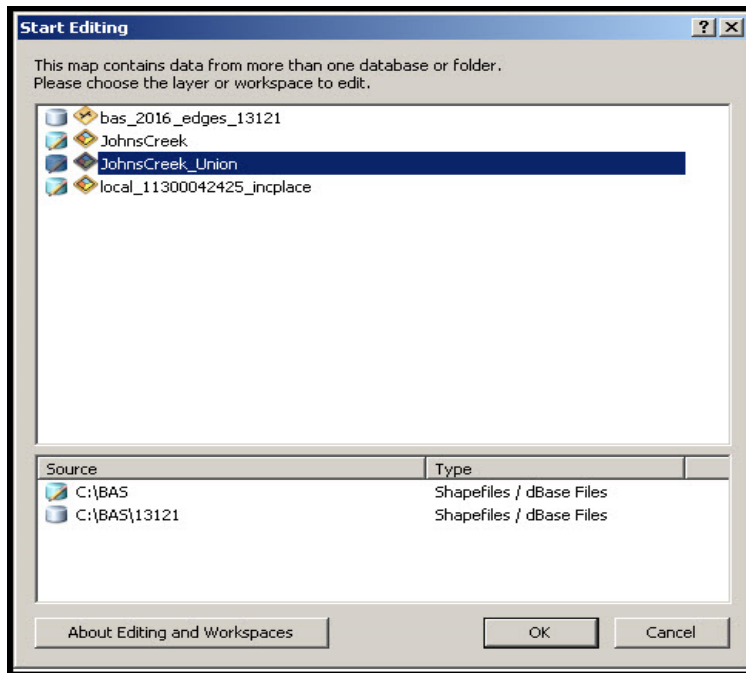 Start Editing
This map contains data from more than one database or folder.
Please choose the layer or workspace to edit.
bas_2016_edges_13121
JohnsCreek
JohnsCreek_Union
local_11300042425_incplace
Source Type
C:\BAS Shapefiles / dBase Files
C:\BAS\13121 Shapefiles / dBase Files
About Editing and Workspaces OK Cancel